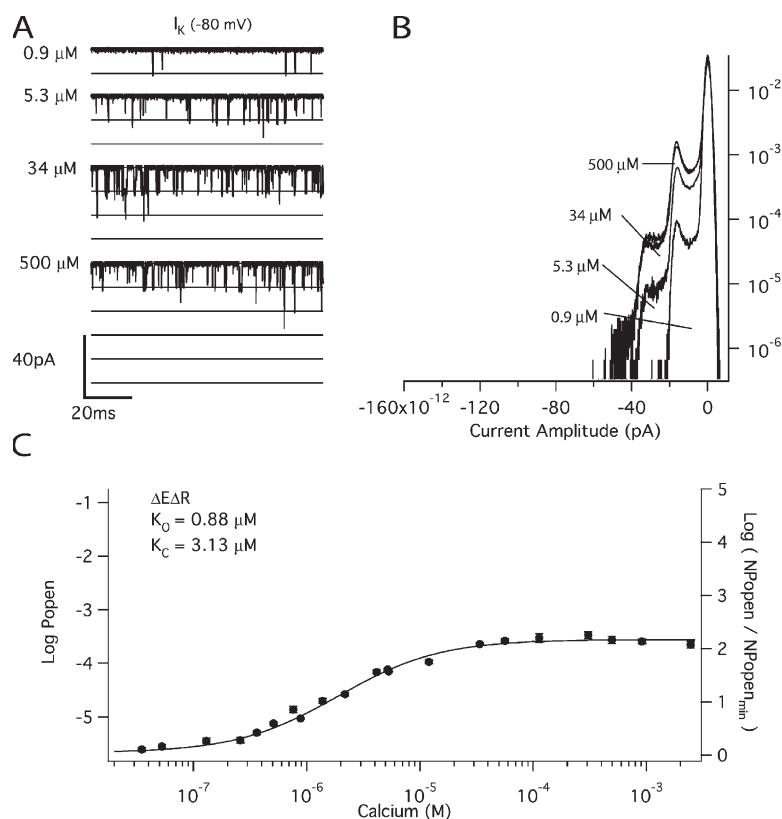 A
I_K (-80 mV)
0.9 µM
5.3 µM
34 µM
500 µM
40pA
20ms
B
500 µM
34 µM
5.3 µM
0.9 µM
10^-2
10^-3
10^-4
10^-5
10^-6
-160x10^-12 -120 -80 -40 0
Current Amplitude (pA)
C
ΔEΔR
K_O = 0.88 µM
K_C = 3.13 µM
Log Popen
-1
-2
-3
-4
-5
5
4
3
2
1
0
Log ( NPopen / NPopen_min )
10^-7 10^-6 10^-5 10^-4 10^-3
Calcium (M)